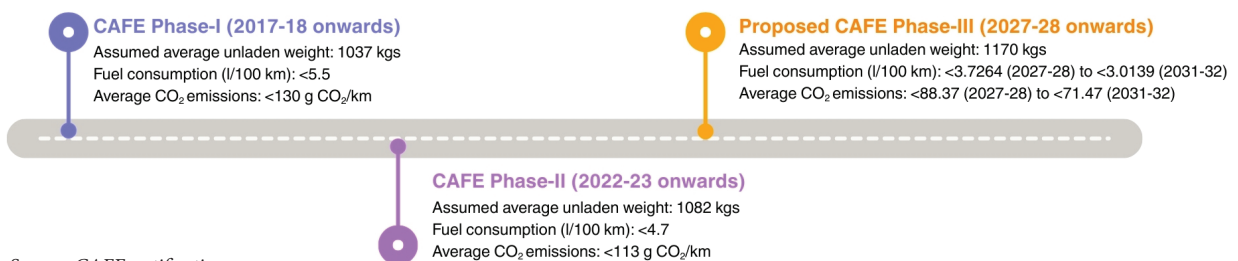 CAFE Phase-I (2017-18 onwards)
Assumed average unladen weight: 1037 kgs
Fuel consumption (l/100 km): <5.5
Average CO₂ emissions: <130 g CO₂/km
Proposed CAFE Phase-III (2027-28 onwards)
Assumed average unladen weight: 1170 kgs
Fuel consumption (l/100 km): <3.7264 (2027-28) to <3.0139 (2031-32)
Average CO₂ emissions: <88.37 (2027-28) to <71.47 (2031-32)
CAFE Phase-II (2022-23 onwards)
Assumed average unladen weight: 1082 kgs
Fuel consumption (l/100 km): <4.7
Average CO₂ emissions: <113 g CO₂/km